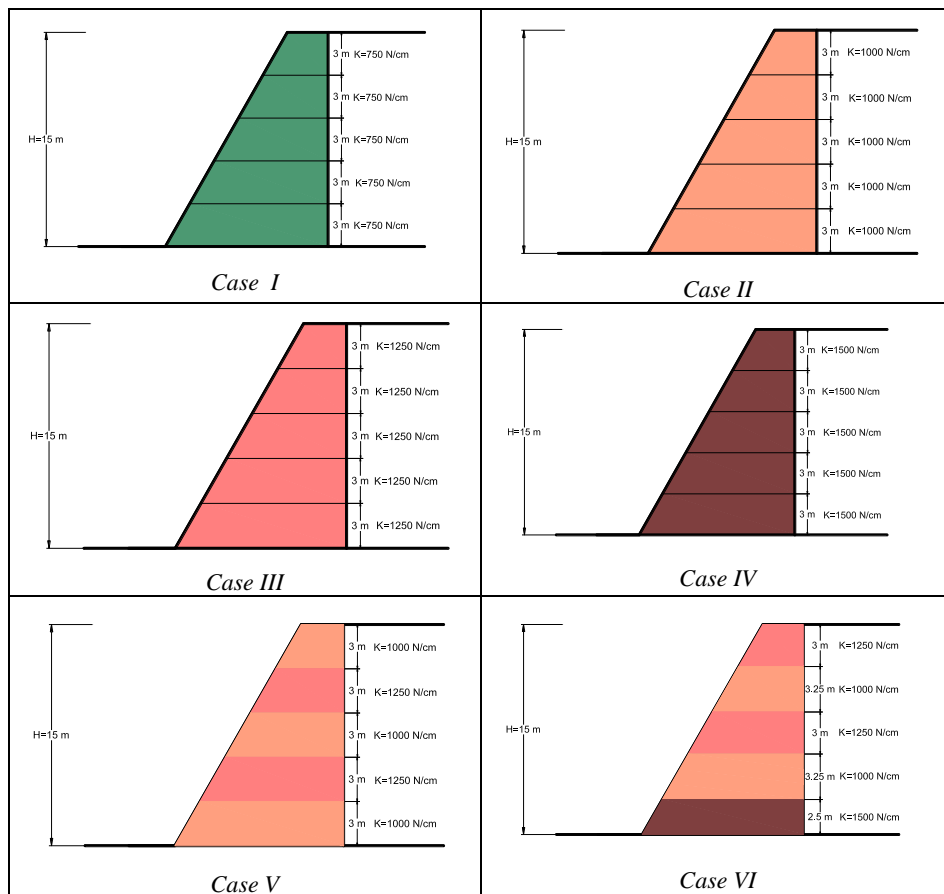 3 m K=750 N/cm
3 m K=750 N/cm
H=15 m
3 m K=750 N/cm
3 m K=750 N/cm
3 m K=750 N/cm
Case I
3 m K=1000 N/cm
3 m K=1000 N/cm
H=15 m
3 m K=1000 N/cm
3 m K=1000 N/cm
3 m K=1000 N/cm
Case II
3 m K=1250 N/cm
3 m K=1250 N/cm
H=15 m
3 m K=1250 N/cm
3 m K=1250 N/cm
3 m K=1250 N/cm
Case III
3 m K=1500 N/cm
3 m K=1500 N/cm
H=15 m
3 m K=1500 N/cm
3 m K=1500 N/cm
3 m K=1500 N/cm
Case IV
3 m K=1000 N/cm
3 m K=1250 N/cm
H=15 m
3 m K=1000 N/cm
3 m K=1250 N/cm
3 m K=1000 N/cm
Case V
3 m K=1250 N/cm
3.25 m K=1000 N/cm
H=15 m
3 m K=1250 N/cm
3.25 m K=1000 N/cm
2.5 m K=1500 N/cm
Case VI